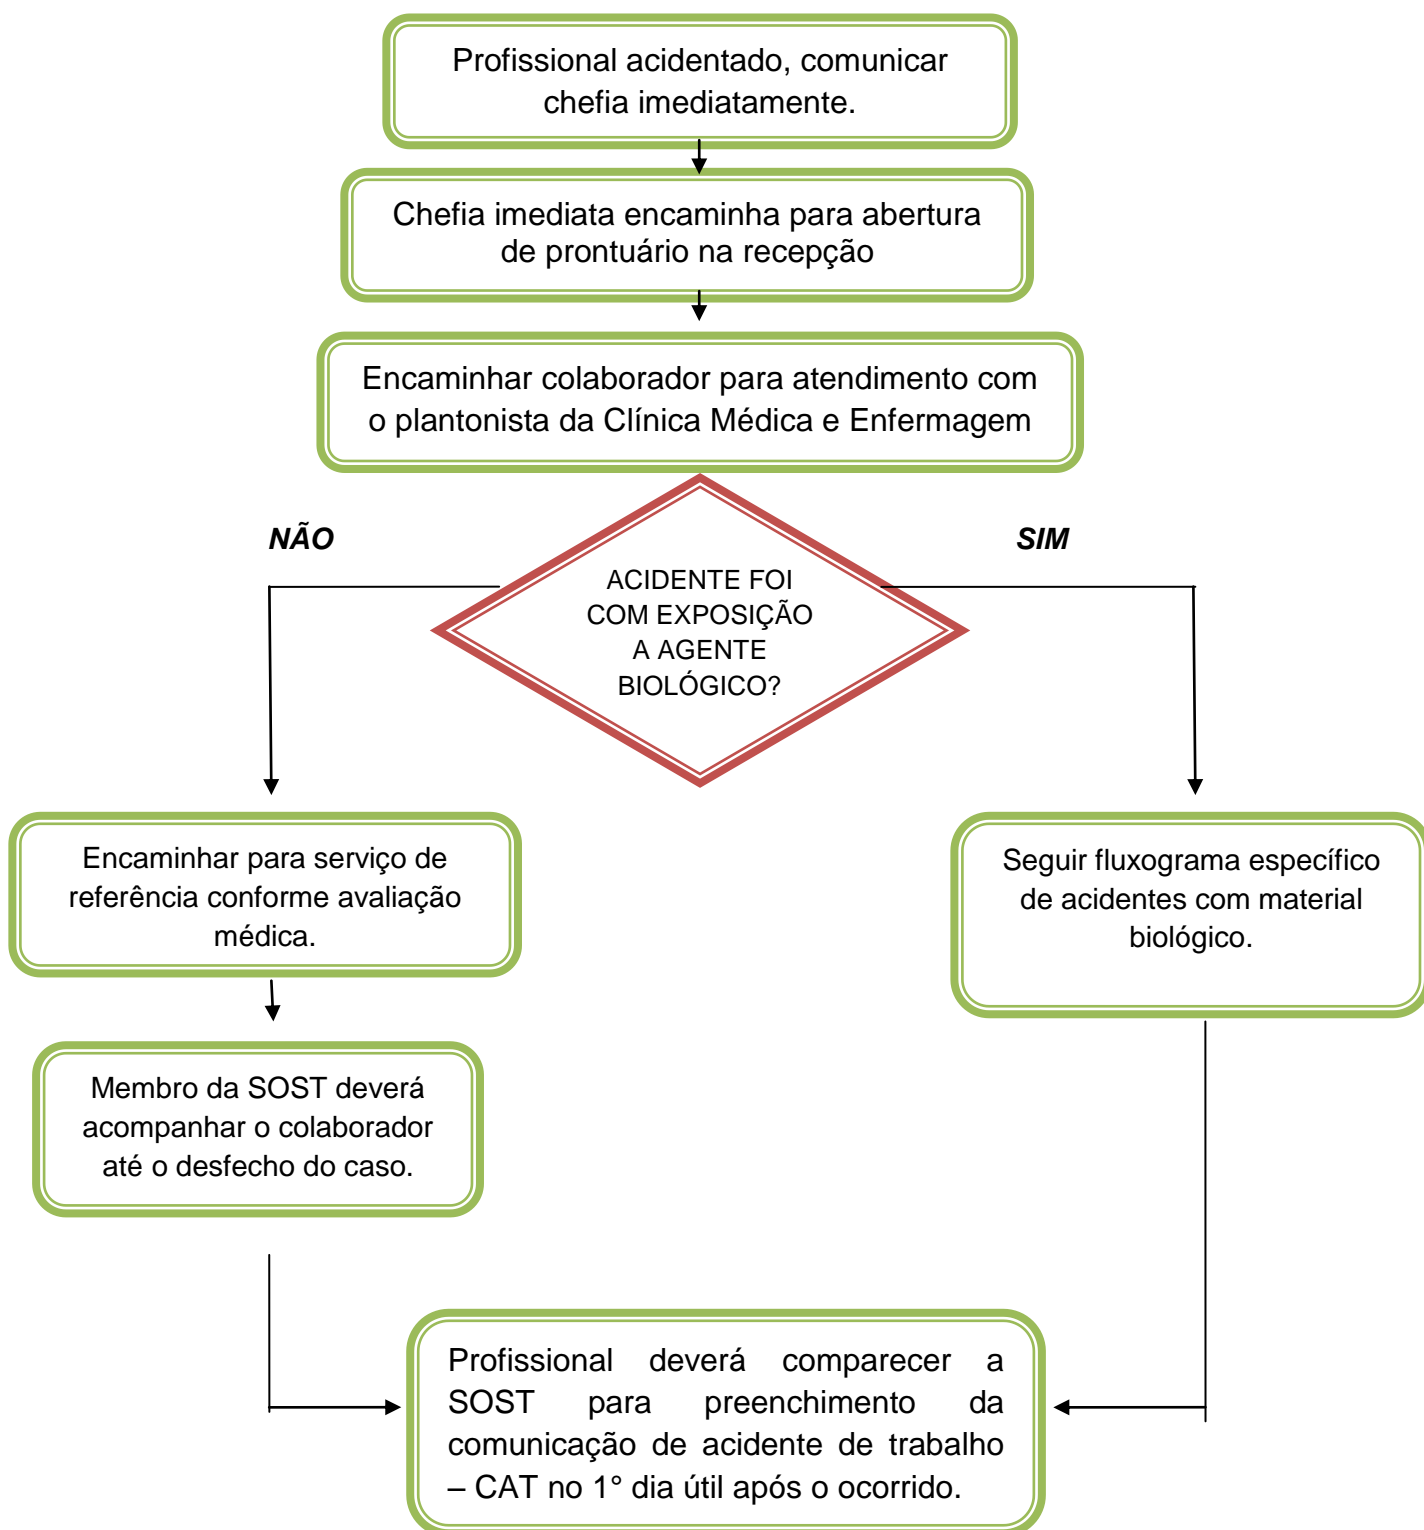 Profissional acidentado, comunicar
chefia imediatamente.
Chefia imediata encaminha para abertura
de prontuário na recepção
Encaminhar colaborador para atendimento com
o plantonista da Clínica Médica e Enfermagem
NÃO
SIM
ACIDENTE FOI
COM EXPOSIÇÃO
A AGENTE
BIOLÓGICO?
Encaminhar para serviço de
referência conforme avaliação
médica.
Seguir fluxograma específico
de acidentes com material
biológico.
Membro da SOST deverá
acompanhar o colaborador
até o desfecho do caso.
Profissional deverá comparecer a
SOST para preenchimento da
comunicação de acidente de trabalho
– CAT no 1° dia útil após o ocorrido.